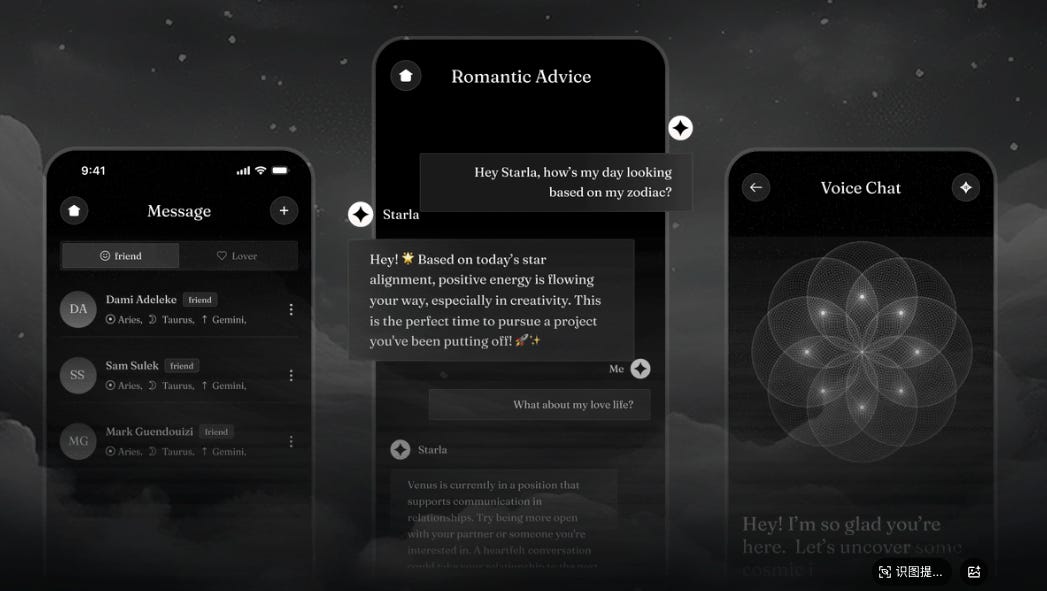 9:41
Message
friend
Lover
DA
Dami Adeleke friend
Aries, Taurus, Gemini,
SS
Sam Sulek friend
Aries, Taurus, Gemini,
MG
Mark Guendouizi friend
Aries, Taurus, Gemini,
Romantic Advice
Hey Starla, how's my day looking
based on my zodiac?
Starla
Hey! 🌟 Based on today's star
alignment, positive energy is flowing
your way, especially in creativity. This
is the perfect time to pursue a project
you've been putting off! 🚀✨
Me
What about my love life?
Starla
Venus is currently in a position that
supports communication in
relationships. Try being more open
with your partner or someone you're
interested in. A heartfelt conversation
could take your relationship to the next
Voice Chat
Hey! I'm so glad you're
here. Let's uncover some
cosmic i
识图提...